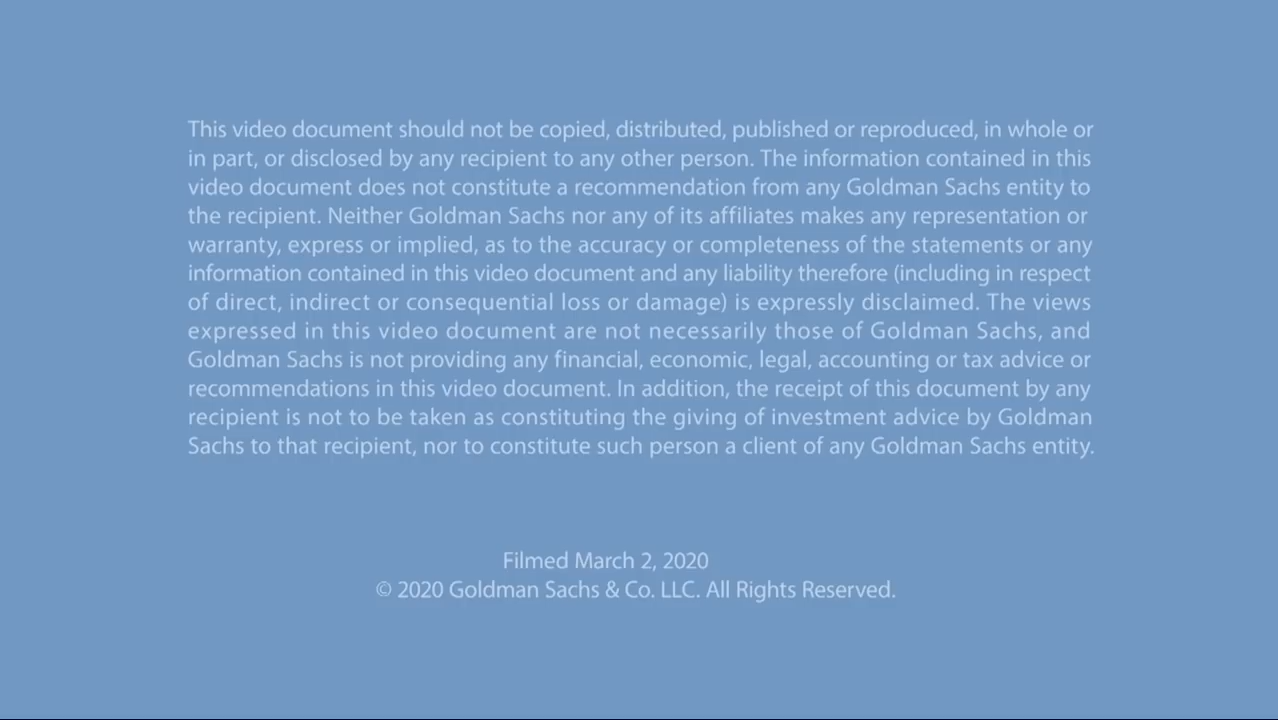 This video document should not be copied, distributed, published or reproduced, in whole or
in part, or disclosed by any recipient to any other person. The information contained in this
video document does not constitute a recommendation from any Goldman Sachs entity to
the recipient. Neither Goldman Sachs nor any of its affiliates makes any representation or
warranty, express or implied, as to the accuracy or completeness of the statements or any
information contained in this video document and any liability therefore (including in respect
of direct, indirect or consequential loss or damage) is expressly disclaimed. The views
expressed in this video document are not necessarily those of Goldman Sachs, and
Goldman Sachs is not providing any financial, economic, legal, accounting or tax advice or
recommendations in this video document. In addition, the receipt of this document by any
recipient is not to be taken as constituting the giving of investment advice by Goldman
Sachs to that recipient, nor to constitute such person a client of any Goldman Sachs entity.
Filmed March 2, 2020
© 2020 Goldman Sachs & Co. LLC. All Rights Reserved.